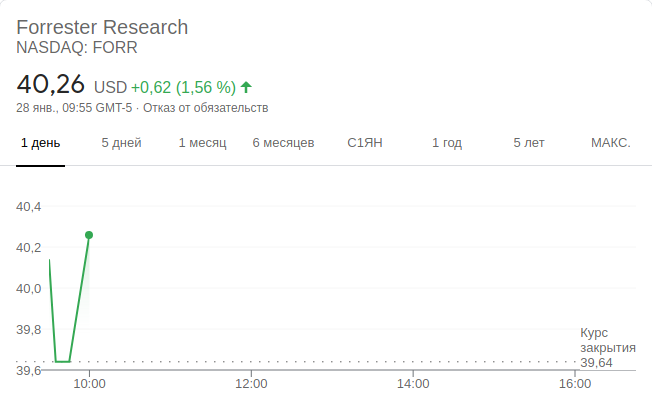 Forrester Research
NASDAQ: FORR
40,26 USD +0,62 (1,56 %)
28 янв., 09:55 GMT-5 · Отказ от обязательств
1 день 5 дней 1 месяц 6 месяцев С1ЯН 1 год 5 лет МАКС.
40,4
40,2
40,0
39,8
39,6
Курс
закрытия
39,64
10:00 12:00 14:00 16:00